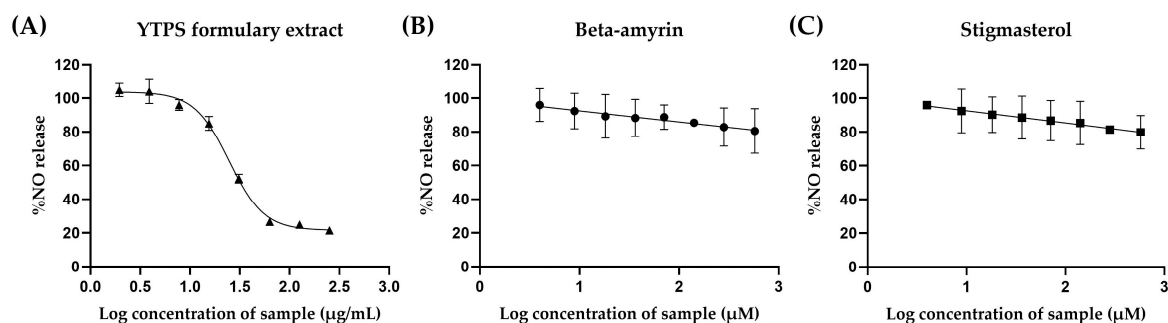 (A)
YTPS formulary extract
120
100
80
60
40
20
0
%NO release
0.0 0.5 1.0 1.5 2.0 2.5 3.0
Log concentration of sample (µg/mL)
(B)
Beta-amyrin
120
100
80
60
40
20
0
%NO release
0 1 2 3
Log concentration of sample (µM)
(C)
Stigmasterol
120
100
80
60
40
20
0
%NO release
0 1 2 3
Log concentration of sample (µM)